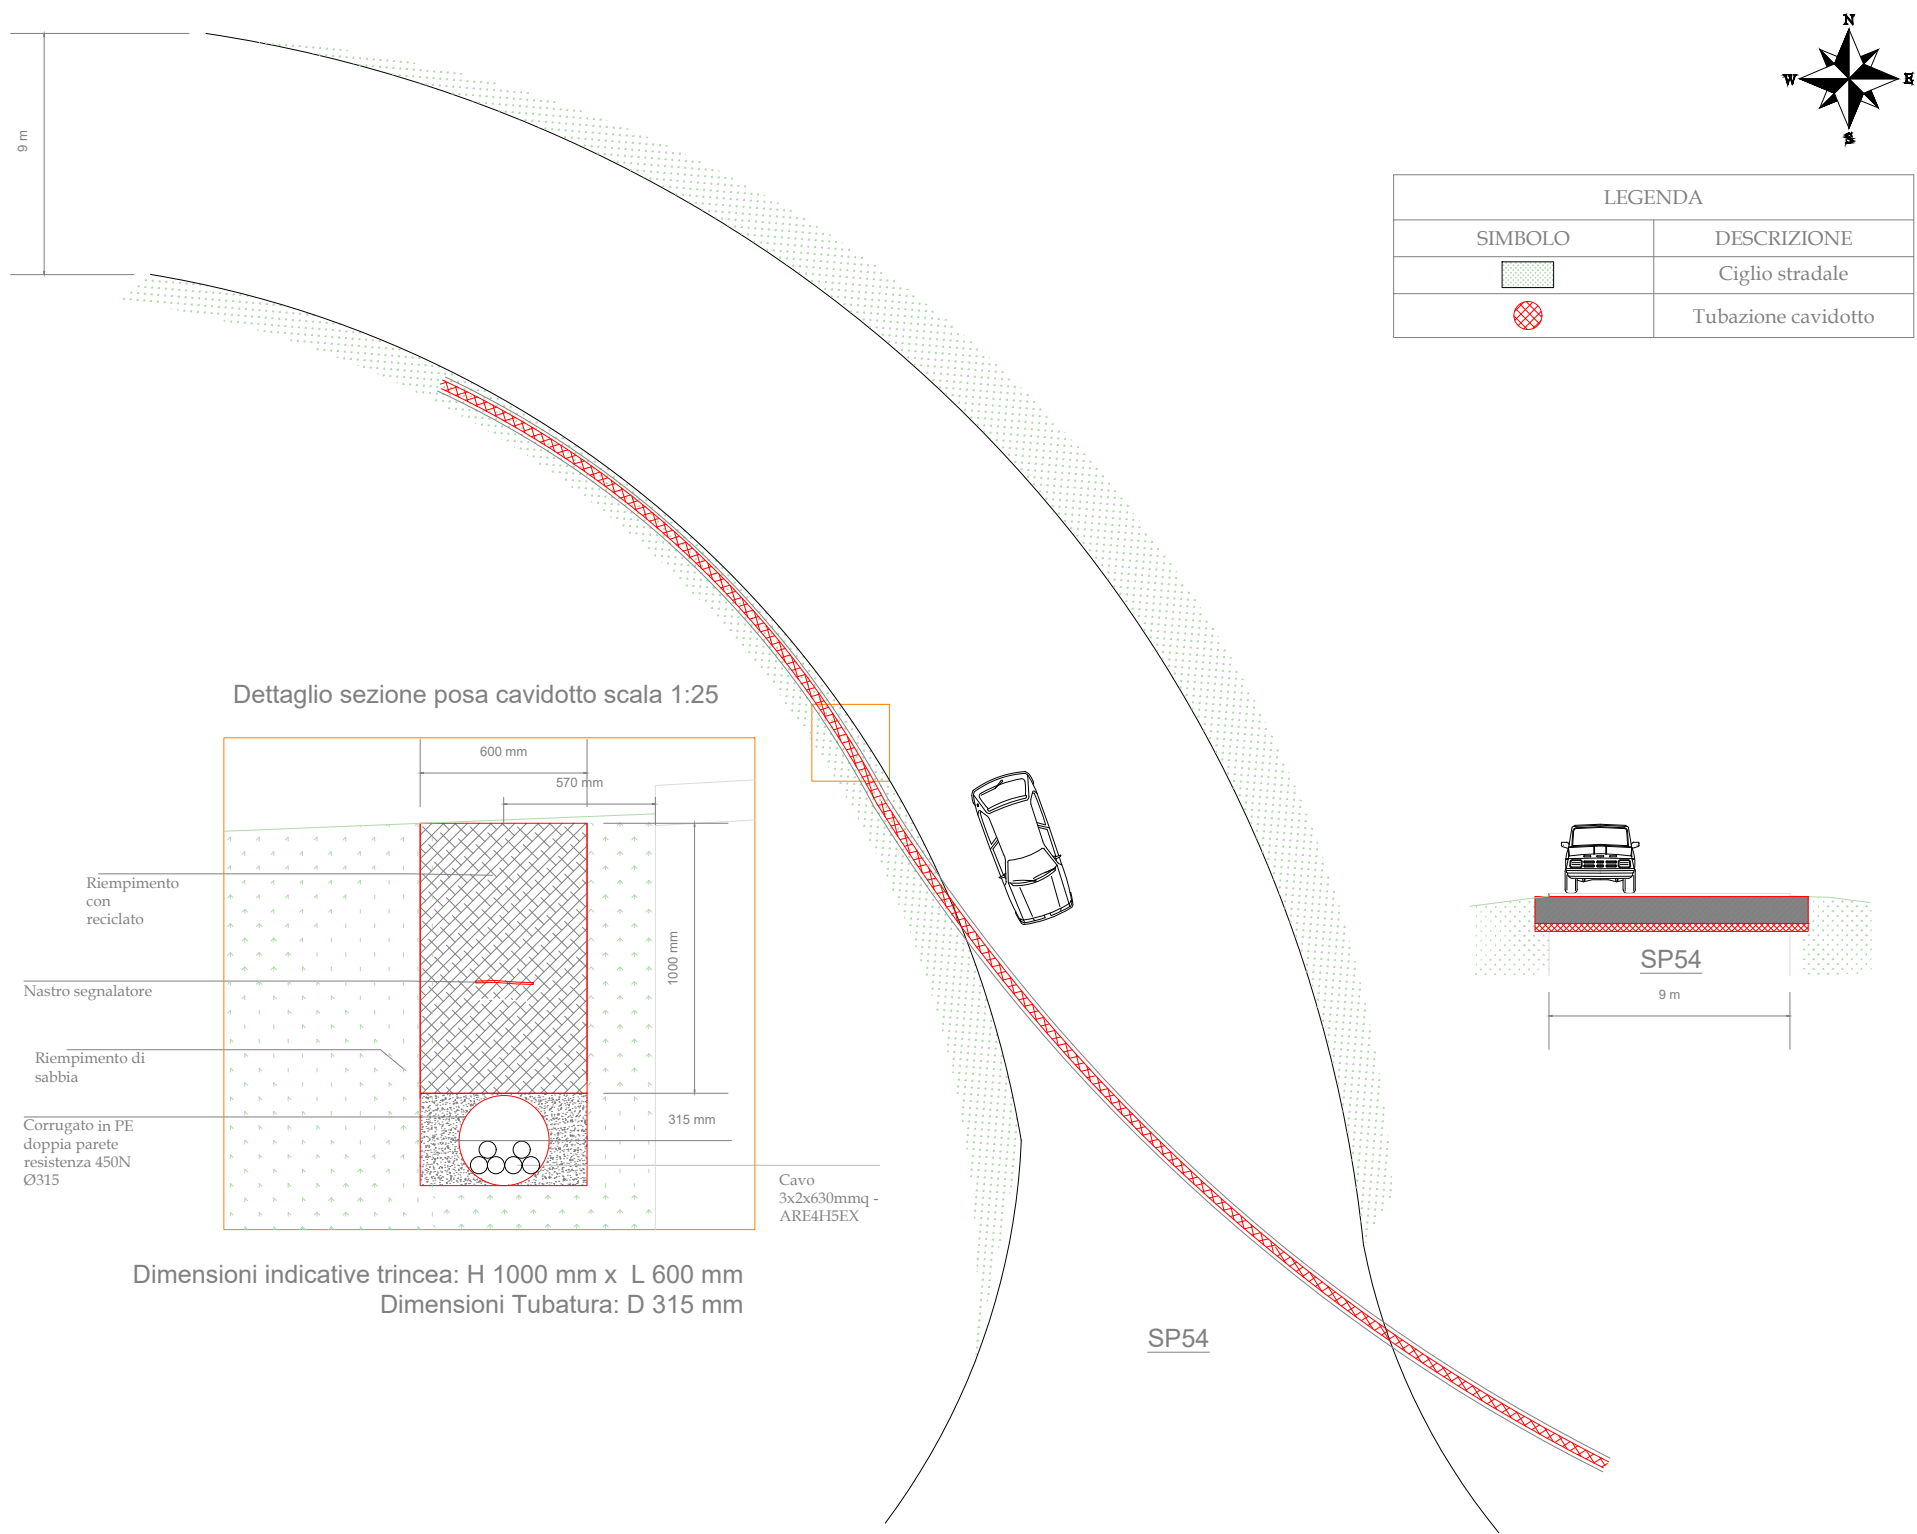 N
W
E
S
9 m
LEGENDA
SIMBOLO DESCRIZIONE
Ciglio stradale
Tubazione cavidotto
Dettaglio sezione posa cavidotto scala 1:25
600 mm
570 mm
Riempimento
con
reciclato
1000 mm
Nastro segnalatore
Riempimento di
sabbia
Corrugato in PE
doppia parete
resistenza 450N
Ø315
315 mm
Cavo
3x2x630mmq -
ARE4H5EX
Dimensioni indicative trincea: H 1000 mm x L 600 mm
Dimensioni Tubatura: D 315 mm
SP54
SP54
9 m